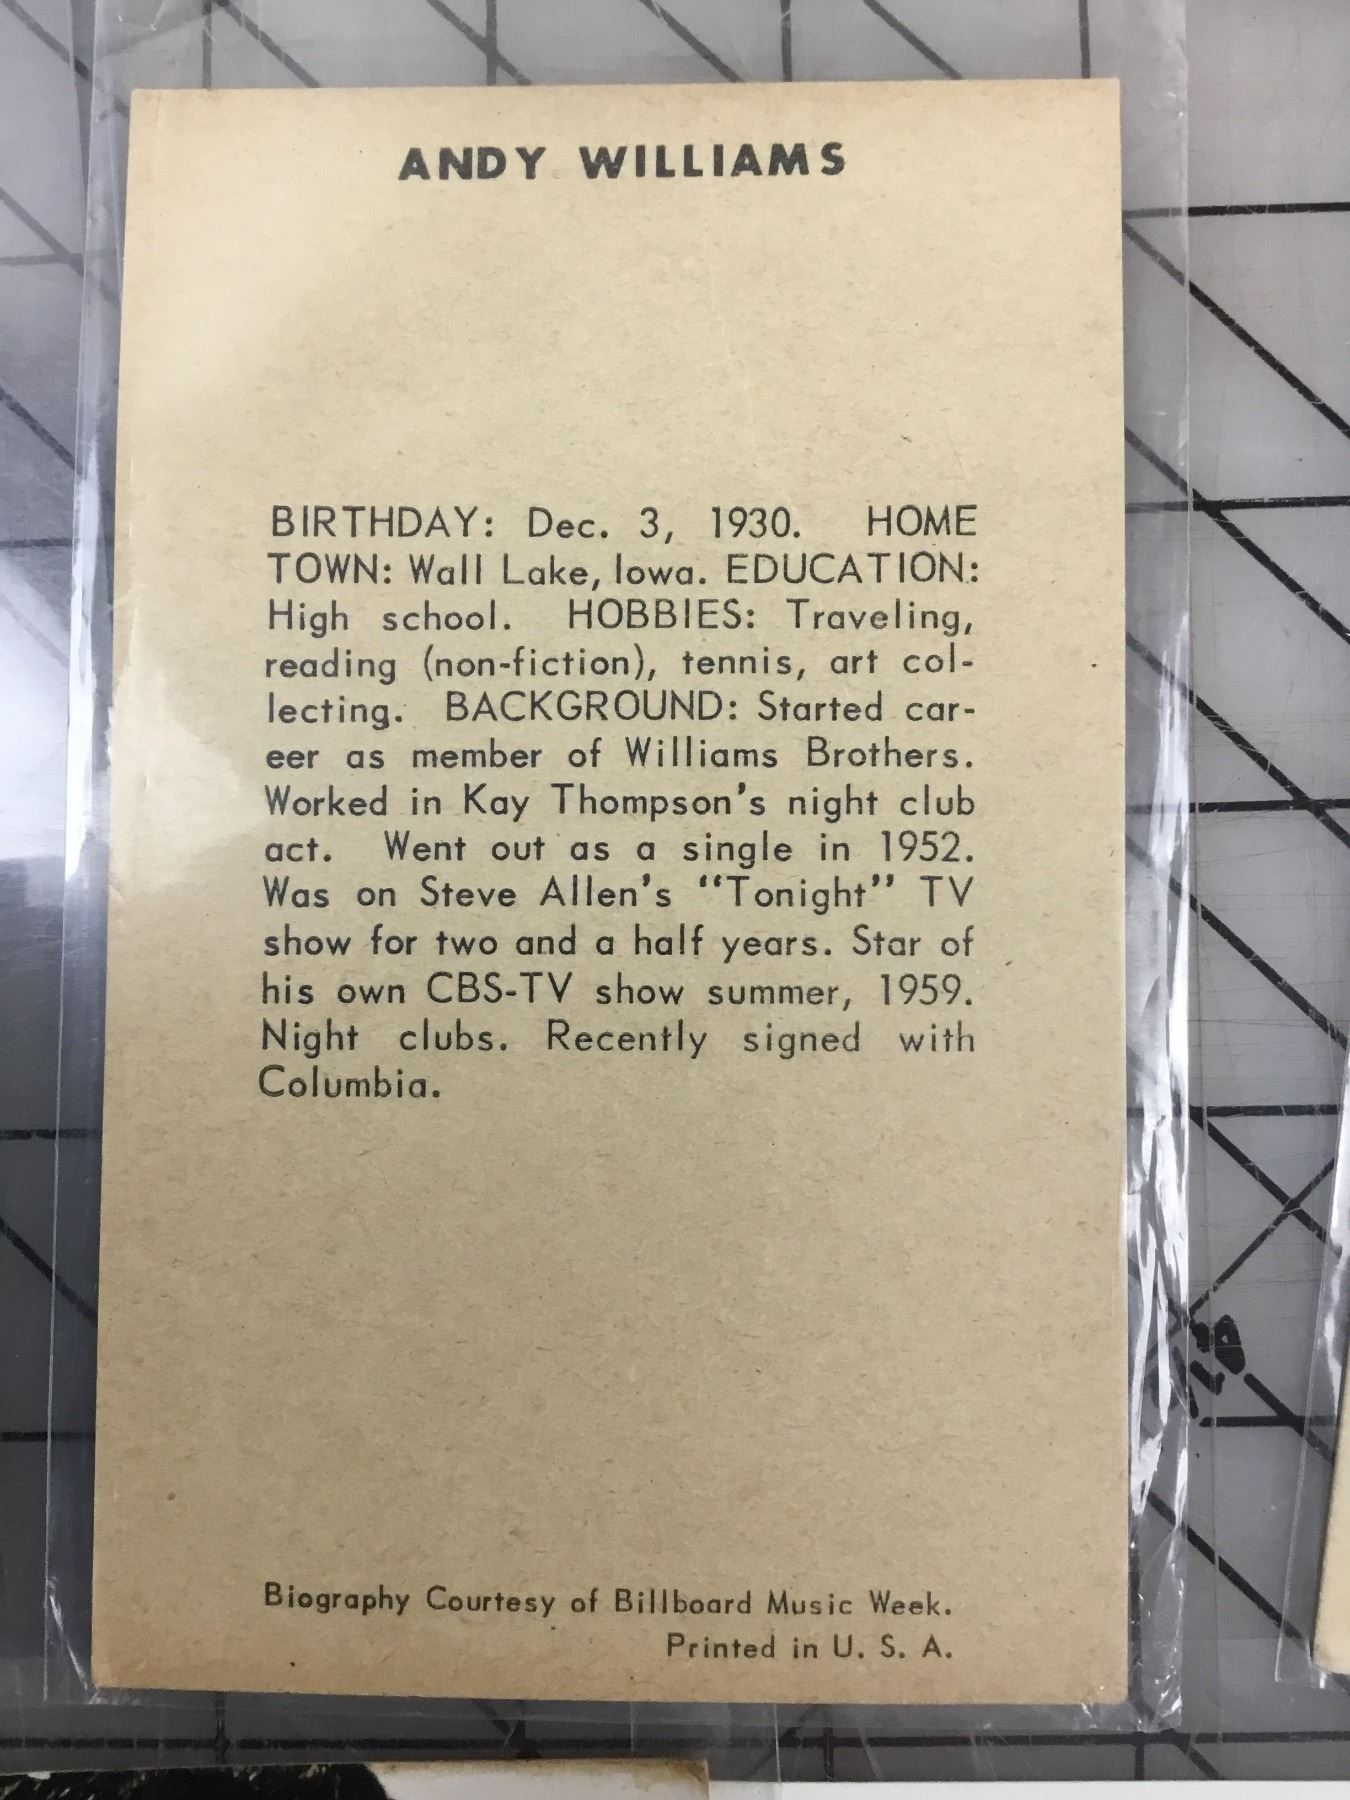 ANDY WILLIAMS
BIRTHDAY: Dec. 3, 1930. HOME
TOWN: Wall Lake, Iowa. EDUCATION:
High school. HOBBIES: Traveling,
reading (non-fiction), tennis, art col-
lecting. BACKGROUND: Started car-
eer as member of Williams Brothers.
Worked in Kay Thompson's night club
act. Went out as a single in 1952.
Was on Steve Allen's "Tonight" TV
show for two and a half years. Star of
his own CBS-TV show summer, 1959.
Night clubs. Recently signed with
Columbia.
Biography Courtesy of Billboard Music Week.
Printed in U. S. A.